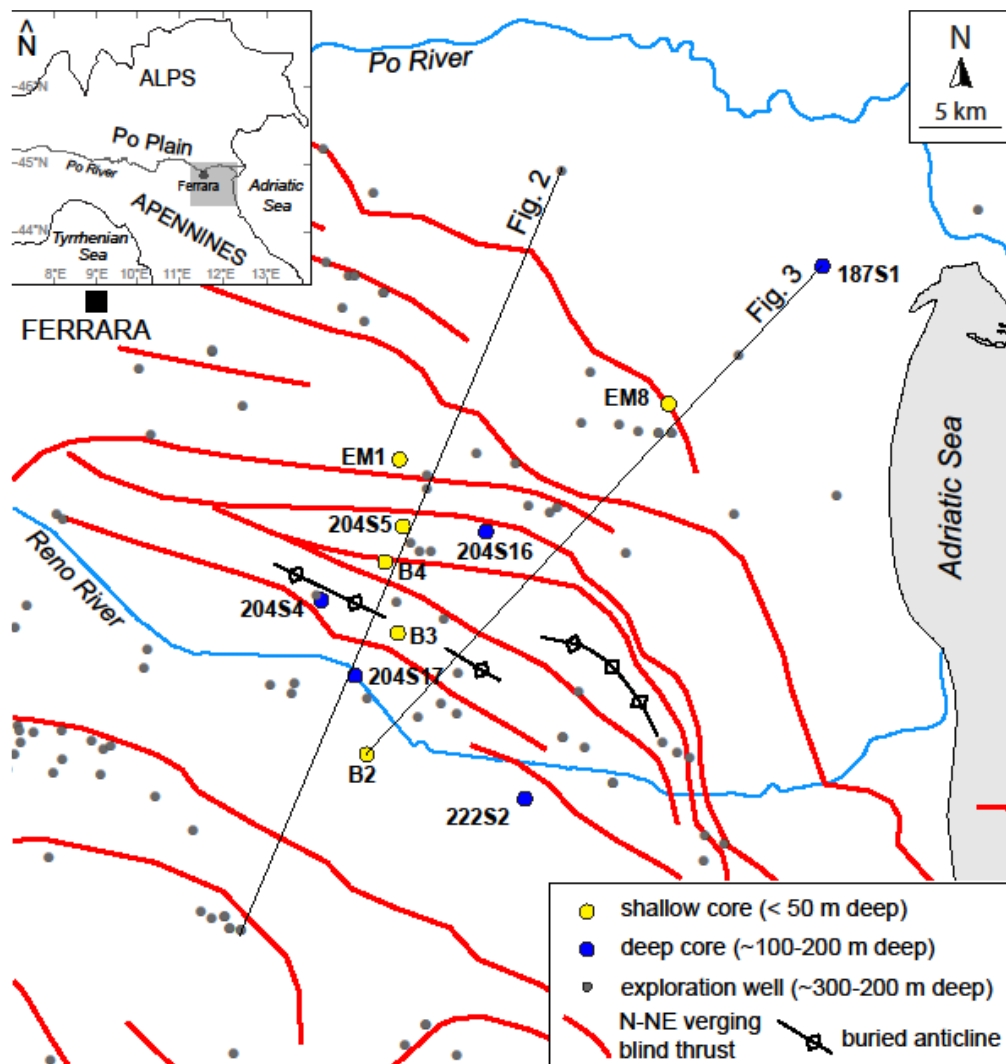 N
ALPS
46°N
Po Plain
45°N
Po River
Ferrara
Adriatic
Sea
APENNINES
44°N
Tyrrhenian
Sea
8°E 9°E 10°E 11°E 12°E 13°E
FERRARA
Po River
N
5 km
Fig. 2
Fig. 3
187S1
EM8
EM1
204S5
204S16
B4
Reno River
204S4
B3
204S17
B2
222S2
Adriatic Sea
shallow core (< 50 m deep)
deep core (~100-200 m deep)
exploration well (~300-200 m deep)
N-NE verging
blind thrust
buried anticline